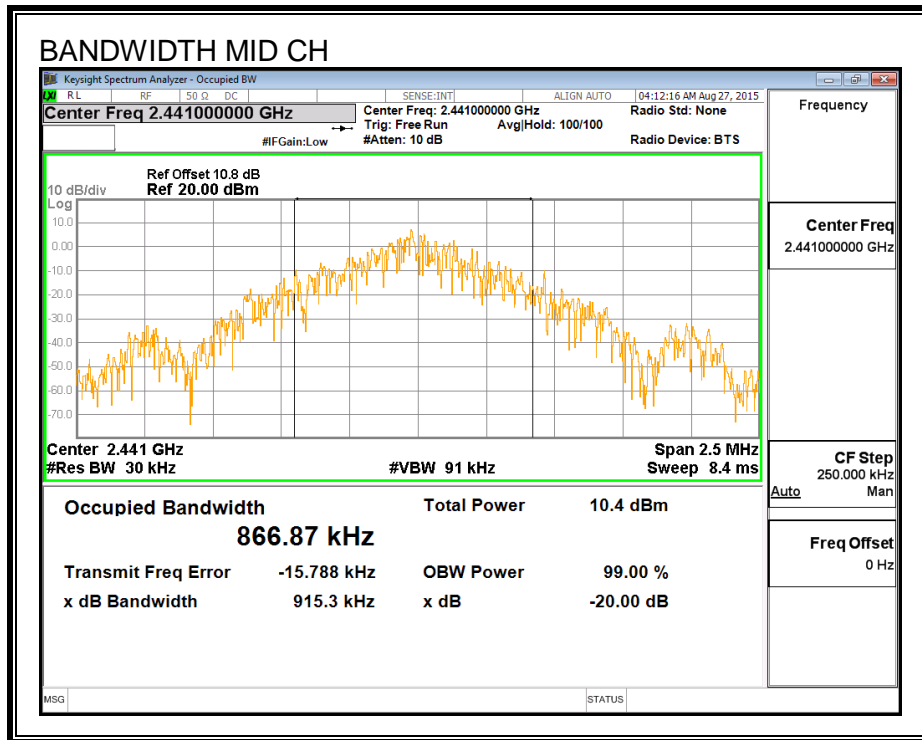 BANDWIDTH MID CH
Keysight Spectrum Analyzer - Occupied BW
LXI RL RF 50 Ω DC SENSE:INT ALIGN AUTO 04:12:16 AM Aug 27, 2015
Center Freq 2.441000000 GHz
Center Freq: 2.441000000 GHz Radio Std: None
Trig: Free Run Avg|Hold: 100/100
#IFGain:Low #Atten: 10 dB Radio Device: BTS
Ref Offset 10.8 dB
10 dB/div Ref 20.00 dBm
Log
10.0
0.00
-10.0
-20.0
-30.0
-40.0
-50.0
-60.0
-70.0
Center 2.441 GHz Span 2.5 MHz
#Res BW 30 kHz #VBW 91 kHz Sweep 8.4 ms
Occupied Bandwidth Total Power 10.4 dBm
866.87 kHz
Transmit Freq Error -15.788 kHz OBW Power 99.00 %
x dB Bandwidth 915.3 kHz x dB -20.00 dB
MSG STATUS
Frequency
Center Freq
2.441000000 GHz
CF Step
250.000 kHz
Auto Man
Freq Offset
0 Hz